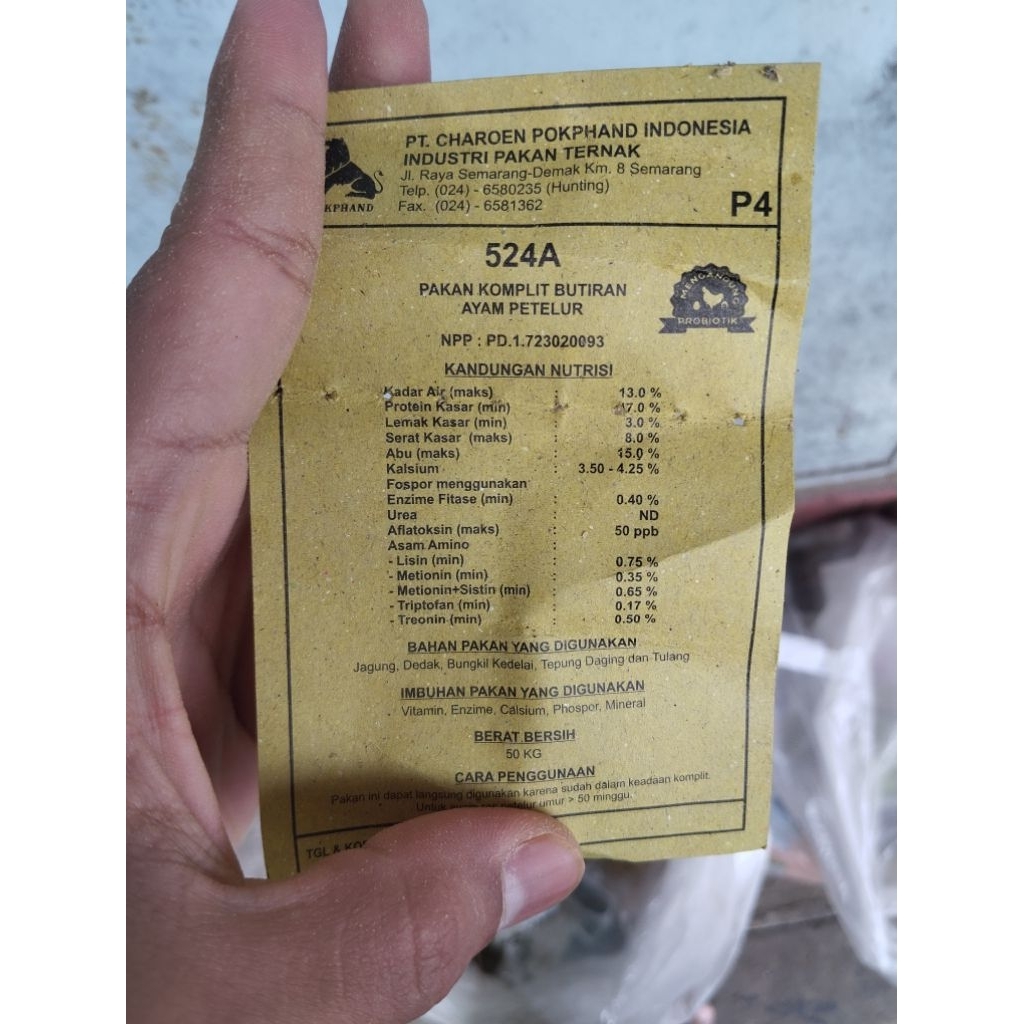 PT. CHAROEN POKPHAND INDONESIA
INDUSTRI PAKAN TERNAK
Jl. Raya Semarang-Demak Km. 8 Semarang
Telp. (024) - 6580235 (Hunting)
Fax. (024) - 6581362
KPHAND
P4
524A
PAKAN KOMPLIT BUTIRAN
AYAM PETELUR
MENGANDUNG
PROBIOTIK
NPP : PD.1.723020093
KANDUNGAN NUTRISI
Kadar Air (maks) : 13.0 %
Protein Kasar (min) : 17.0 %
Lemak Kasar (min) : 3.0 %
Serat Kasar (maks) : 8.0 %
Abu (maks) : 15.0 %
Kalsium : 3.50 - 4.25 %
Fospor menggunakan
Enzime Fitase (min) : 0.40 %
Urea : ND
Aflatoksin (maks) : 50 ppb
Asam Amino :
- Lisin (min) : 0.75 %
- Metionin (min) : 0.35 %
- Metionin+Sistin (min) : 0.65 %
- Triptofan (min) : 0.17 %
- Treonin (min) : 0.50 %
BAHAN PAKAN YANG DIGUNAKAN
Jagung, Dedak, Bungkil Kedelai, Tepung Daging dan Tulang
IMBUHAN PAKAN YANG DIGUNAKAN
Vitamin, Enzime, Calsium, Phospor, Mineral
BERAT BERSIH
50 KG
CARA PENGGUNAAN
Pakan ini dapat langsung digunakan karena sudah dalam keadaan komplit.
Untuk petelur umur > 50 minggu.
TGL &